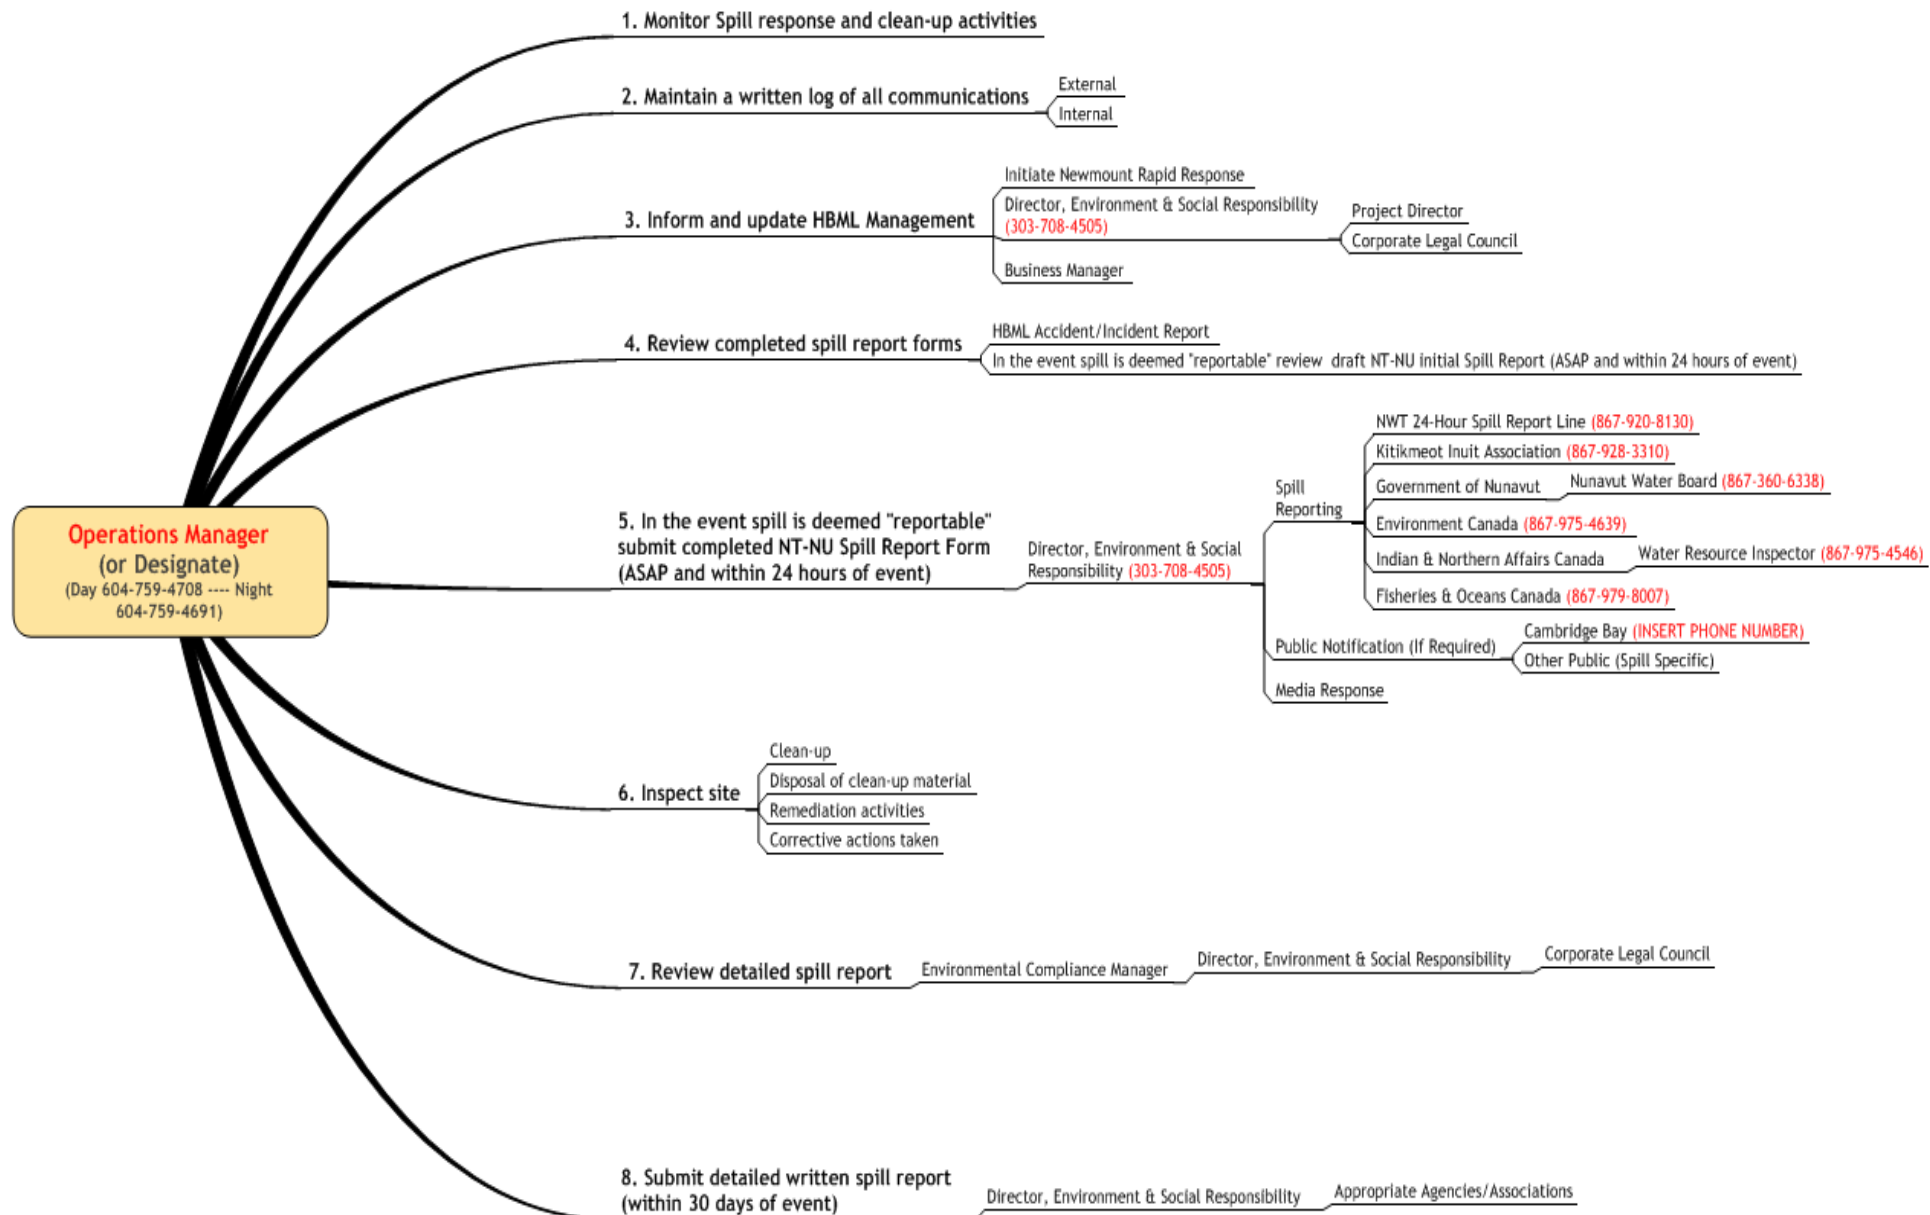 1. Monitor Spill response and clean-up activities
2. Maintain a written log of all communications
External
Internal
3. Inform and update HBML Management
Initiate Newmount Rapid Response
Director, Environment & Social Responsibility
(303-708-4505)
Project Director
Corporate Legal Council
Business Manager
4. Review completed spill report forms
HBML Accident/Incident Report
In the event spill is deemed "reportable" review draft NT-NU initial Spill Report (ASAP and within 24 hours of event)
Operations Manager
(or Designate)
(Day 604-759-4708 ---- Night
604-759-4691)
5. In the event spill is deemed "reportable"
submit completed NT-NU Spill Report Form
(ASAP and within 24 hours of event)
Director, Environment & Social
Responsibility (303-708-4505)
Spill
Reporting
NWT 24-Hour Spill Report Line (867-920-8130)
Kitikmeot Inuit Association (867-928-3310)
Government of Nunavut
Nunavut Water Board (867-360-6338)
Environment Canada (867-975-4639)
Indian & Northern Affairs Canada
Water Resource Inspector (867-975-4546)
Fisheries & Oceans Canada (867-979-8007)
Public Notification (If Required)
Cambridge Bay (INSERT PHONE NUMBER)
Other Public (Spill Specific)
Media Response
6. Inspect site
Clean-up
Disposal of clean-up material
Remediation activities
Corrective actions taken
7. Review detailed spill report
Environmental Compliance Manager
Director, Environment & Social Responsibility
Corporate Legal Council
8. Submit detailed written spill report
(within 30 days of event)
Director, Environment & Social Responsibility
Appropriate Agencies/Associations